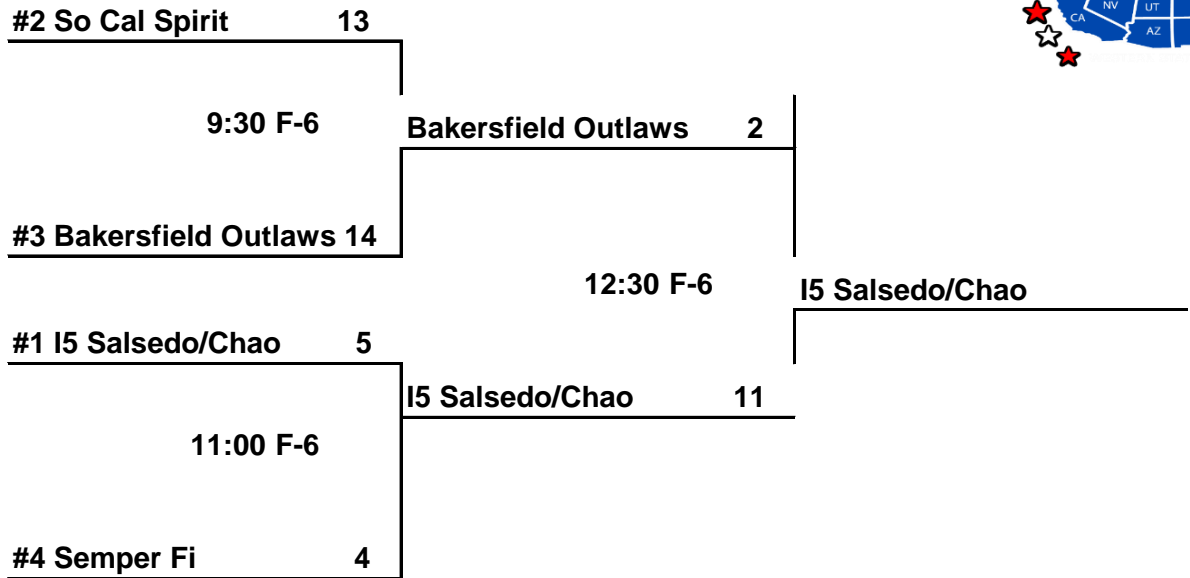 #2 So Cal Spirit 13
CA NV UT
AZ
9:30 F-6
Bakersfield Outlaws 2
#3 Bakersfield Outlaws 14
12:30 F-6
I5 Salsedo/Chao
#1 I5 Salsedo/Chao 5
I5 Salsedo/Chao 11
11:00 F-6
#4 Semper Fi 4